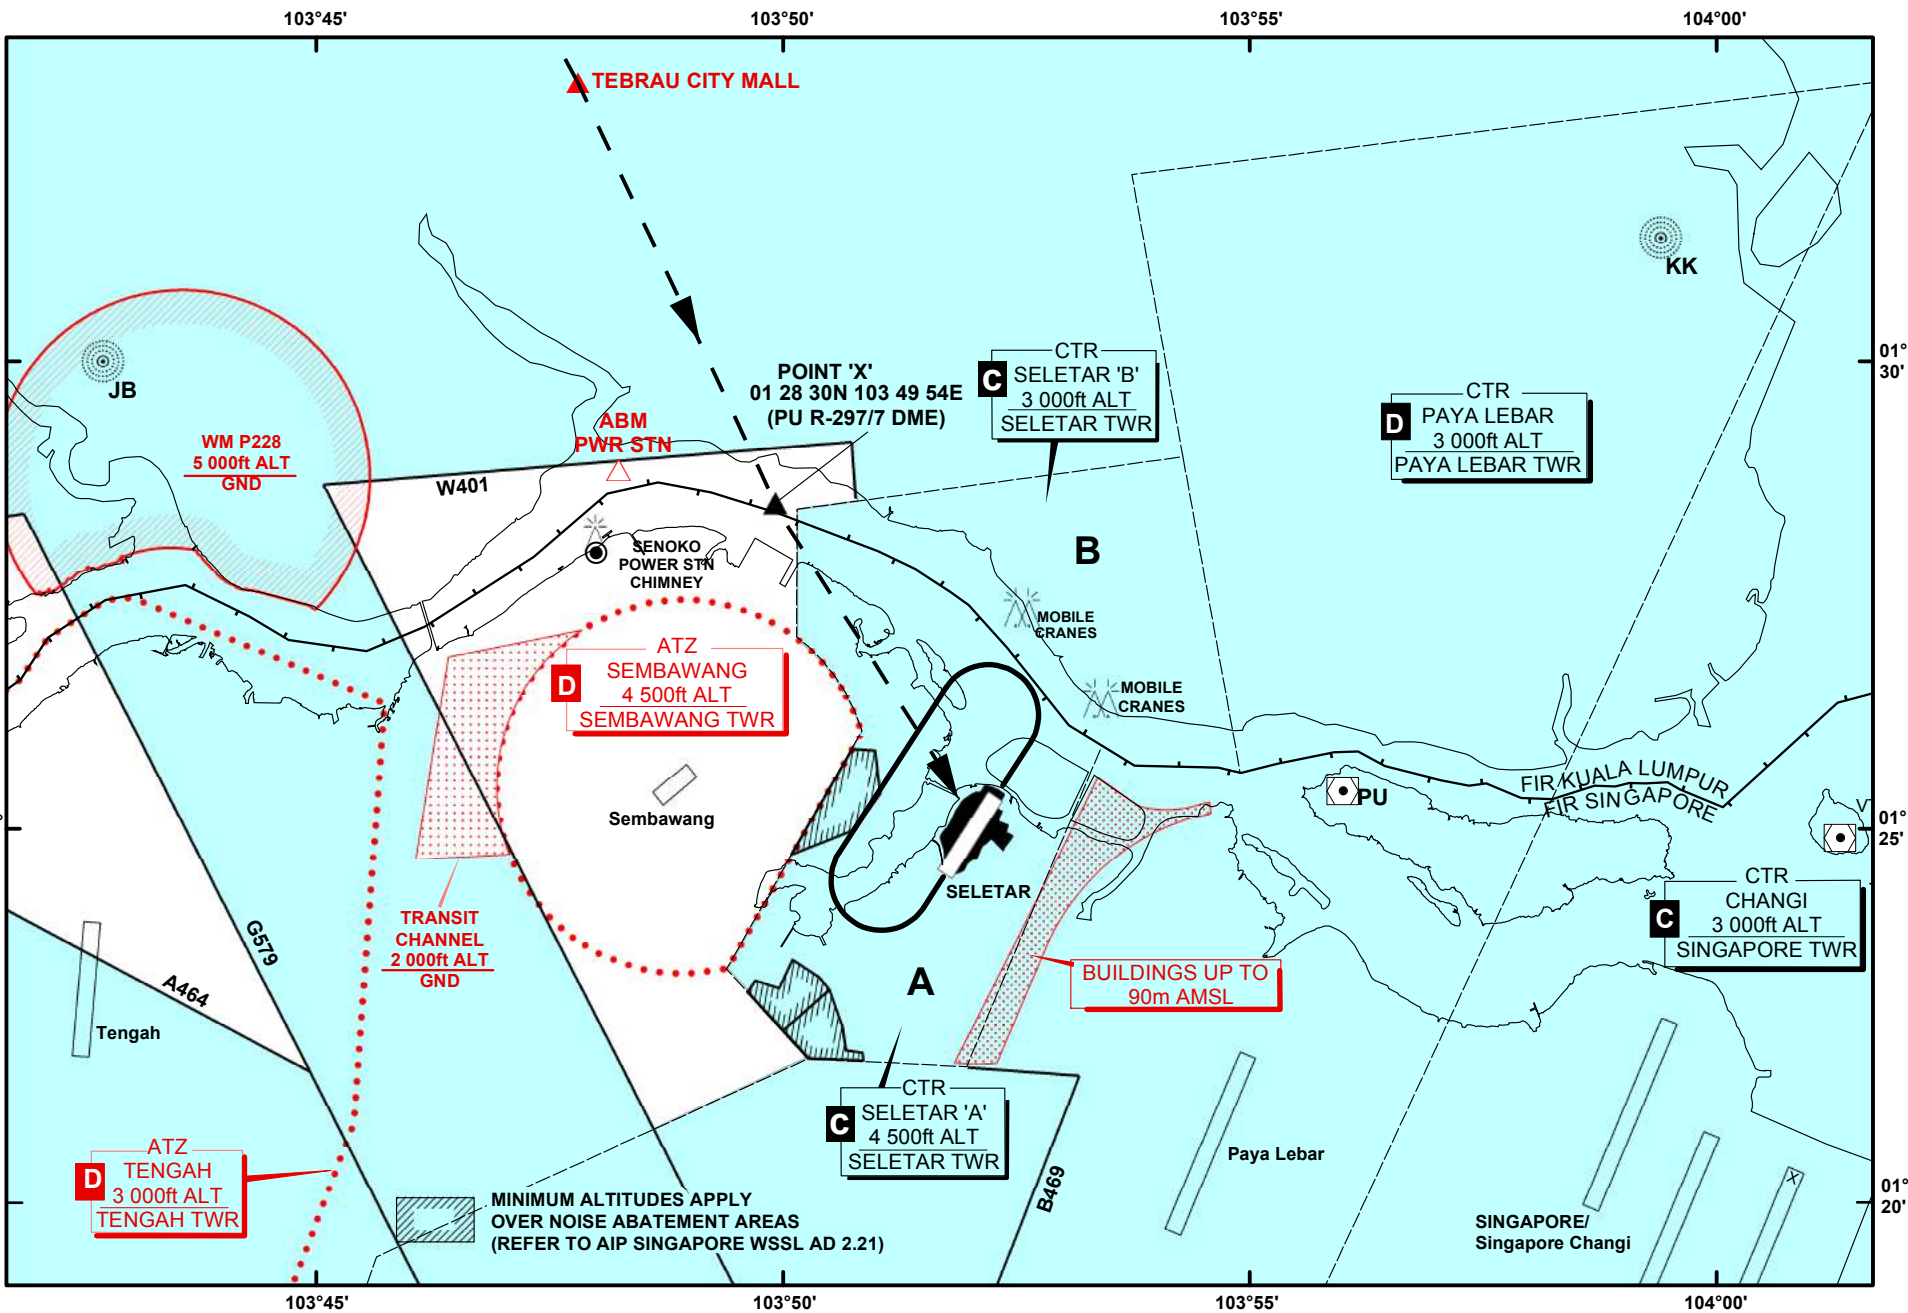 103°45'
103°50'
103°55'
104°00'
TEBRAU CITY MALL
KK
JB
WM P228
5 000ft ALT
GND
ABM
PWR STN
W401
POINT 'X'
01 28 30N 103 49 54E
(PU R-297/7 DME)
CTR
C
SELETAR 'B'
3 000ft ALT
SELETAR TWR
CTR
D
PAYA LEBAR
3 000ft ALT
PAYA LEBAR TWR
01°
30'
SENOKO
POWER STN
CHIMNEY
B
MOBILE
CRANES
MOBILE
CRANES
ATZ
D
SEMBAWANG
4 500ft ALT
SEMBAWANG TWR
Sembawang
FIR KUALA LUMPUR
FIR SINGAPORE
PU
V
01°
25'
SELETAR
TRANSIT
CHANNEL
2 000ft ALT
GND
G579
A464
Tengah
A
BUILDINGS UP TO
90m AMSL
CTR
C
CHANGI
3 000ft ALT
SINGAPORE TWR
CTR
C
SELETAR 'A'
4 500ft ALT
SELETAR TWR
B469
Paya Lebar
ATZ
D
TENGAH
3 000ft ALT
TENGAH TWR
MINIMUM ALTITUDES APPLY
OVER NOISE ABATEMENT AREAS
(REFER TO AIP SINGAPORE WSSL AD 2.21)
SINGAPORE/
Singapore Changi
X
01°
20'
103°45'
103°50'
103°55'
104°00'